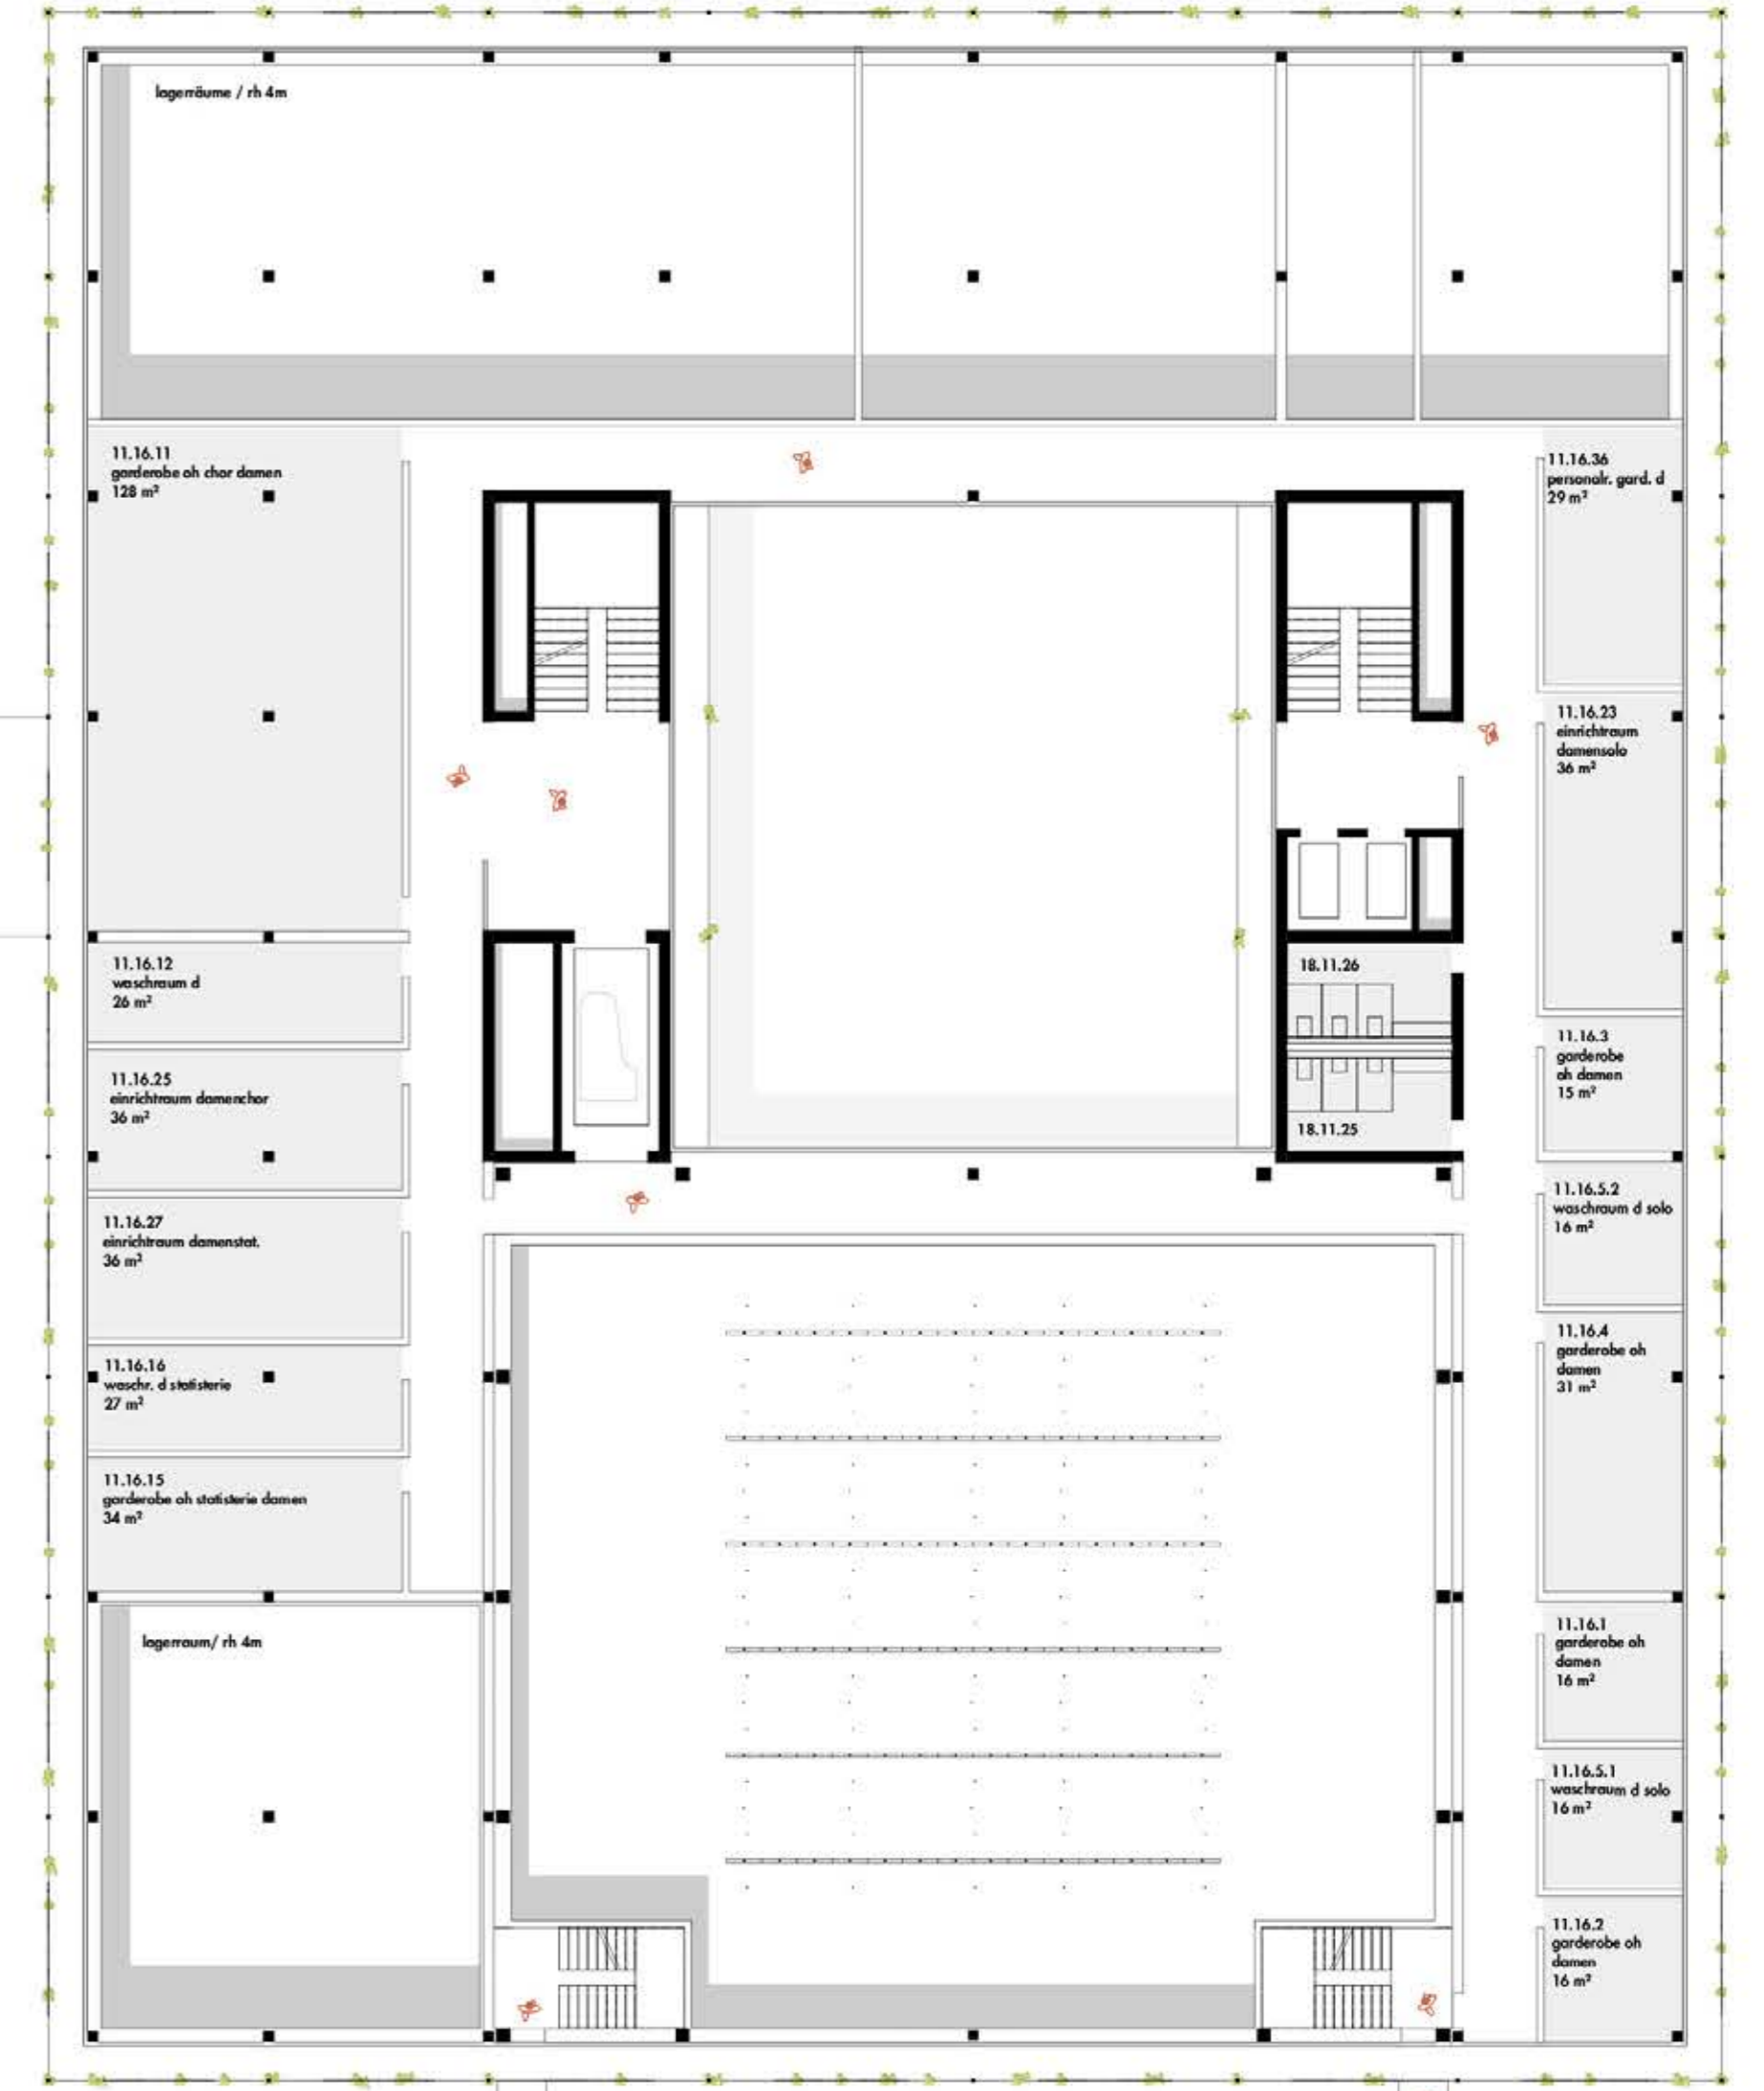 lagerräume / rh 4m
11.16.11
garderobe oh chor damen
128 m²
11.16.12
waschraum d
26 m²
11.16.25
einrichtraum damenchor
36 m²
11.16.27
einrichtraum damenstat.
36 m²
11.16.16
waschr. d statisterie
27 m²
11.16.15
garderobe oh statisterie damen
34 m²
lagerraum/ rh 4m
18.11.26
18.11.25
11.16.36
personalr. gard. d
29 m²
11.16.23
einrichtraum
damensolo
36 m²
11.16.3
garderobe
oh damen
15 m²
11.16.5.2
waschraum d solo
16 m²
11.16.4
garderobe oh
damen
31 m²
11.16.1
garderobe oh
damen
16 m²
11.16.5.1
waschraum d solo
16 m²
11.16.2
garderobe oh
damen
16 m²